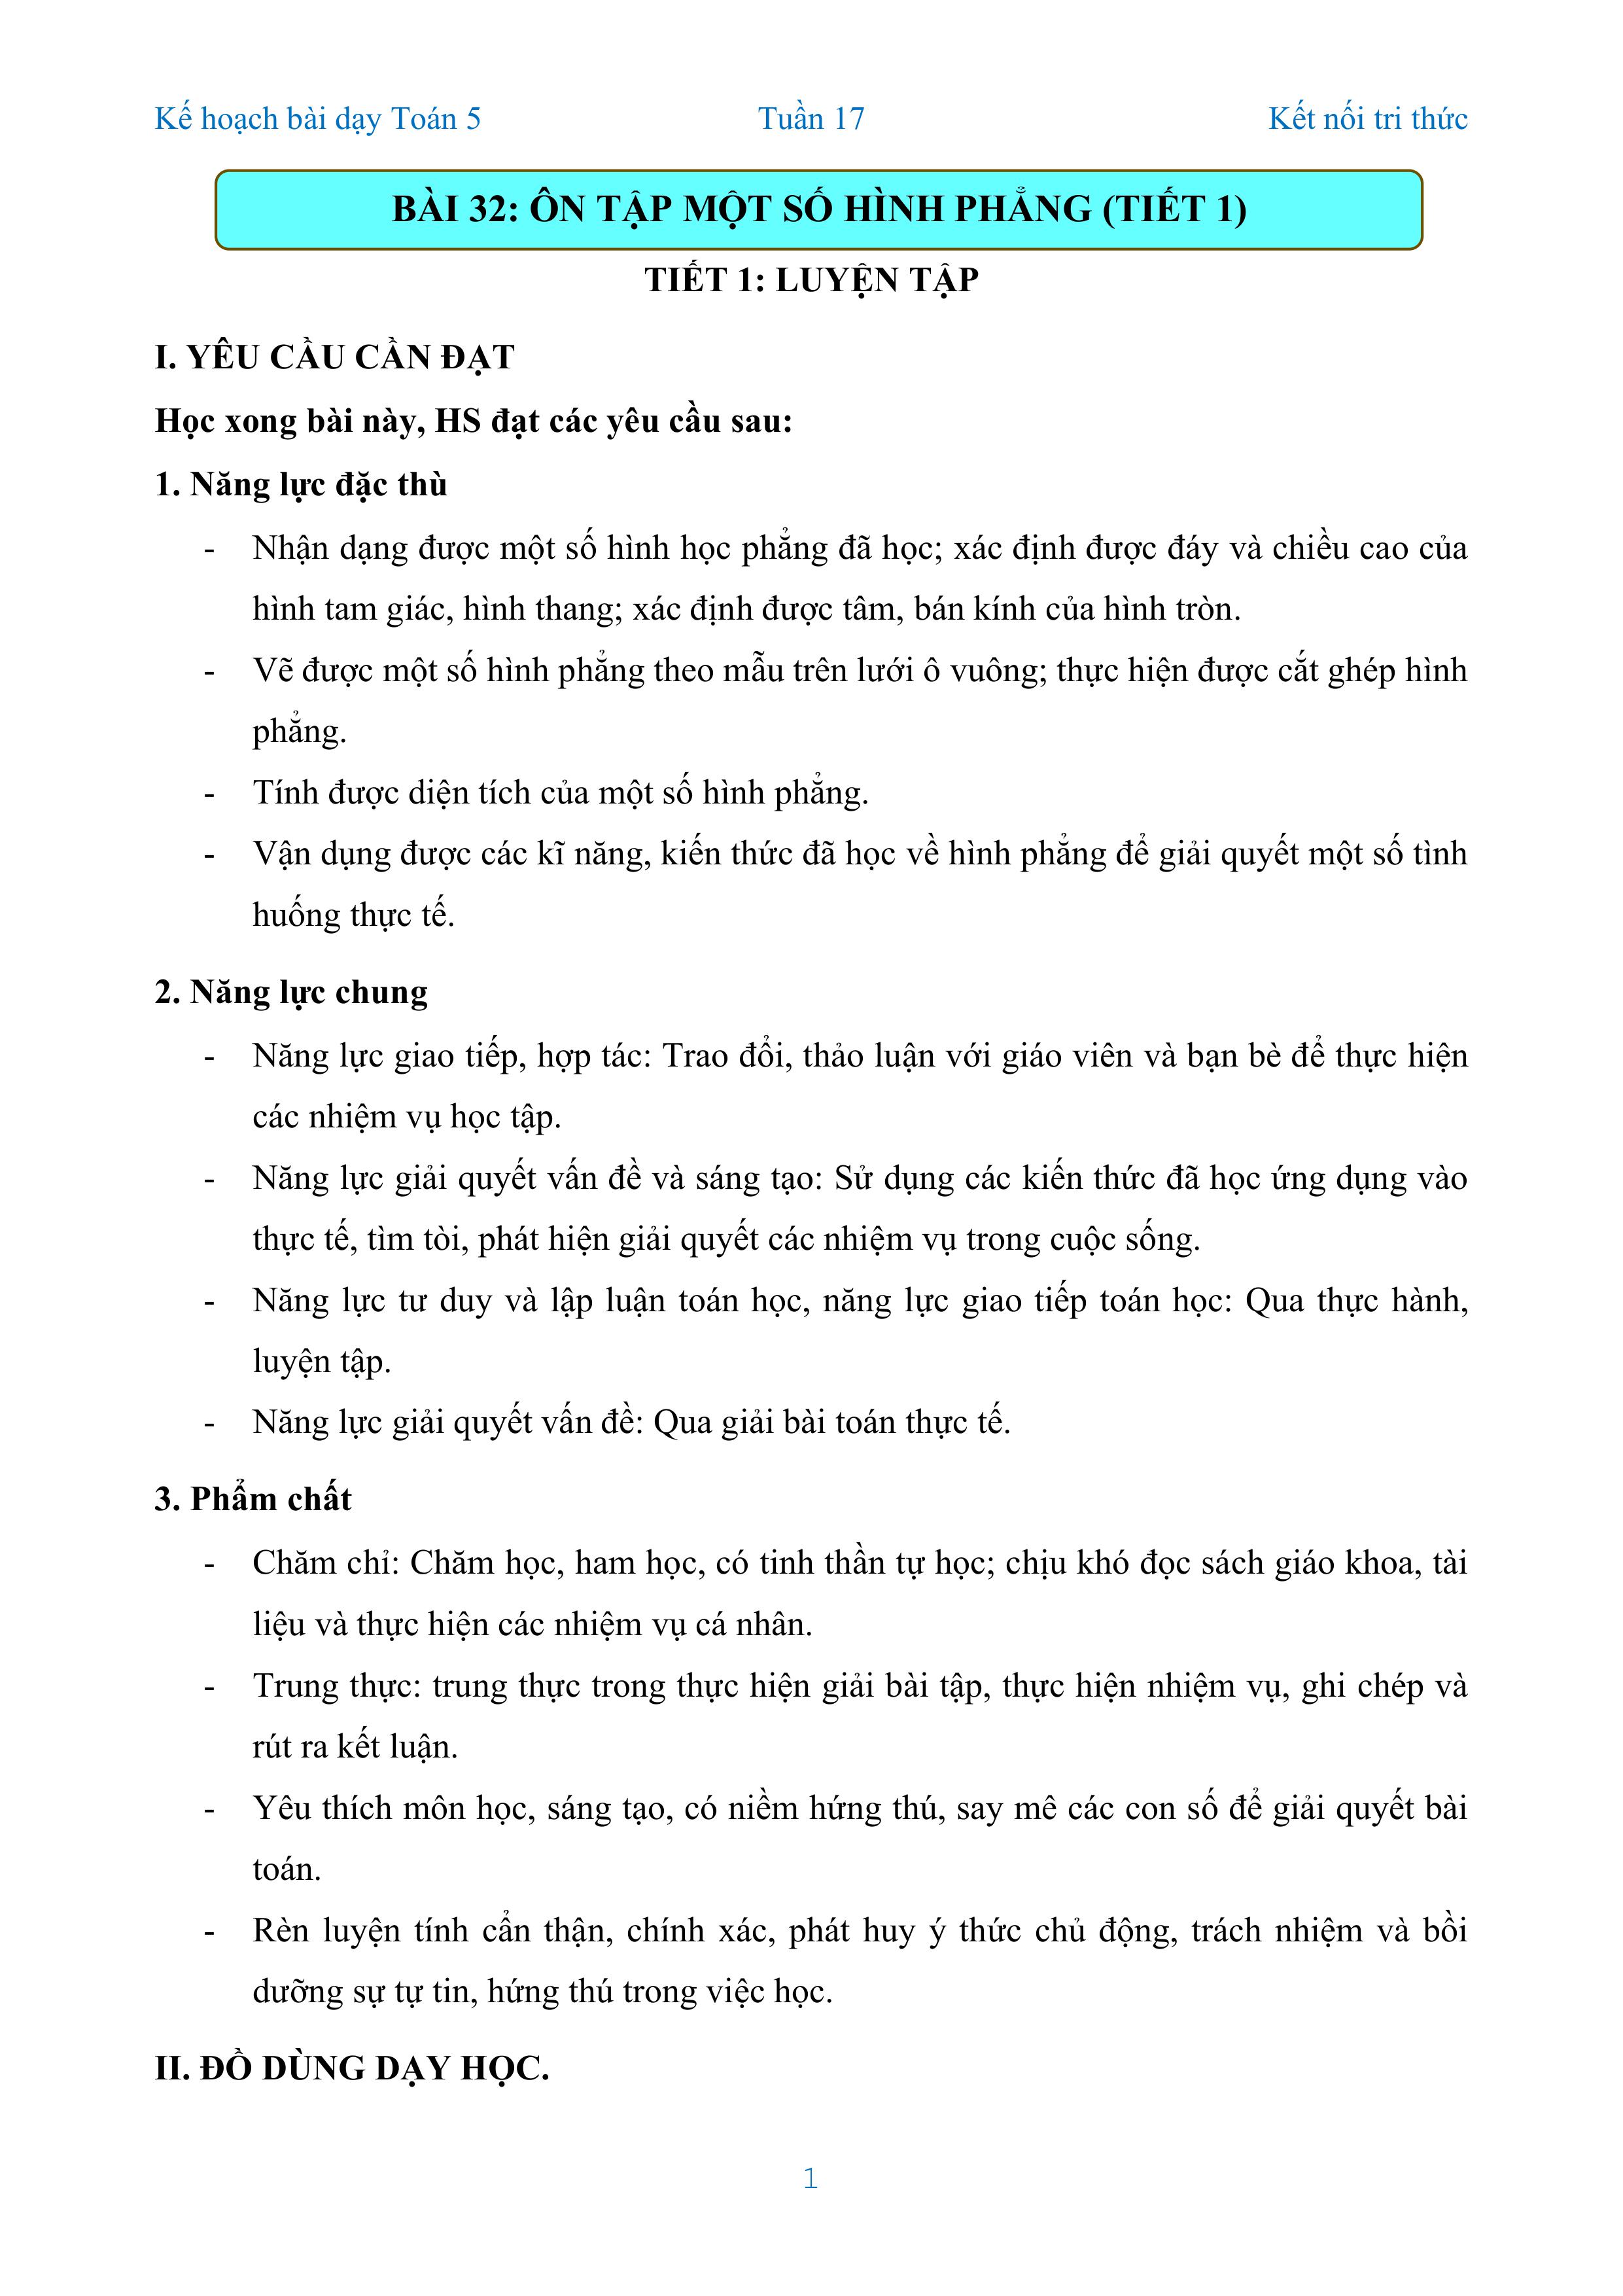 Kế hoạch bài dạy Toán 5 Tuần 17 Kết nối tri thức
BÀI 32: ÔN TẬP MỘT SỐ HÌNH PHẲNG (TIẾT 1)
TIẾT 1: LUYỆN TẬP
I. YÊU CẦU CẦN ĐẠT
Học xong bài này, HS đạt các yêu cầu sau:
1. Năng lực đặc thù
- Nhận dạng được một số hình học phẳng đã học; xác định được đáy và chiều cao của
hình tam giác, hình thang; xác định được tâm, bán kính của hình tròn.
- Vẽ được một số hình phẳng theo mẫu trên lưới ô vuông; thực hiện được cắt ghép hình
phẳng.
- Tính được diện tích của một số hình phẳng.
- Vận dụng được các kĩ năng, kiến thức đã học về hình phẳng để giải quyết một số tình
huống thực tế.
2. Năng lực chung
- Năng lực giao tiếp, hợp tác: Trao đổi, thảo luận với giáo viên và bạn bè để thực hiện
các nhiệm vụ học tập.
- Năng lực giải quyết vấn đề và sáng tạo: Sử dụng các kiến thức đã học ứng dụng vào
thực tế, tìm tòi, phát hiện giải quyết các nhiệm vụ trong cuộc sống.
- Năng lực tư duy và lập luận toán học, năng lực giao tiếp toán học: Qua thực hành,
luyện tập.
- Năng lực giải quyết vấn đề: Qua giải bài toán thực tế.
3. Phẩm chất
- Chăm chỉ: Chăm học, ham học, có tinh thần tự học; chịu khó đọc sách giáo khoa, tài
liệu và thực hiện các nhiệm vụ cá nhân.
- Trung thực: trung thực trong thực hiện giải bài tập, thực hiện nhiệm vụ, ghi chép và
rút ra kết luận.
- Yêu thích môn học, sáng tạo, có niềm hứng thú, say mê các con số để giải quyết bài
toán.
- Rèn luyện tính cẩn thận, chính xác, phát huy ý thức chủ động, trách nhiệm và bồi
dưỡng sự tự tin, hứng thú trong việc học.
II. ĐỒ DÙNG DẠY HỌC.
1